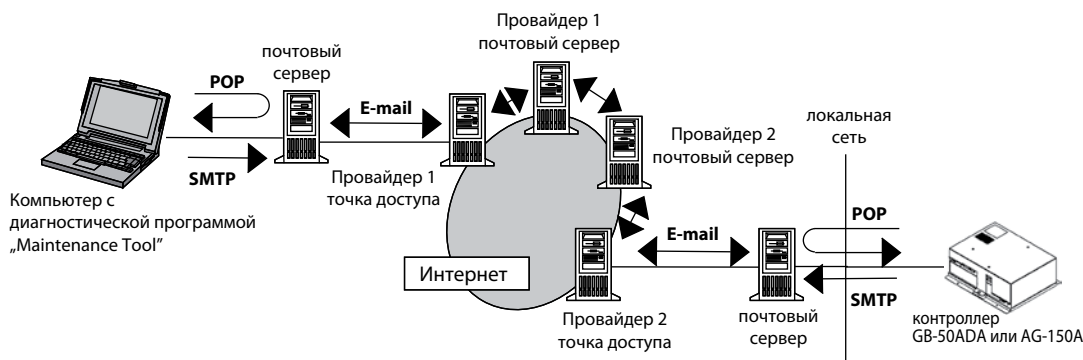 Провайдер 1
почтовый сервер
почтовый
сервер
POP
E-mail
SMTP
Провайдер 1
точка доступа
Компьютер с
диагностической программой
„Maintenance Tool”
Провайдер 2
почтовый сервер
локальная
сеть
Интернет
E-mail
POP
SMTP
Провайдер 2
точка доступа
почтовый
сервер
контроллер
GB-50ADA или AG-150A